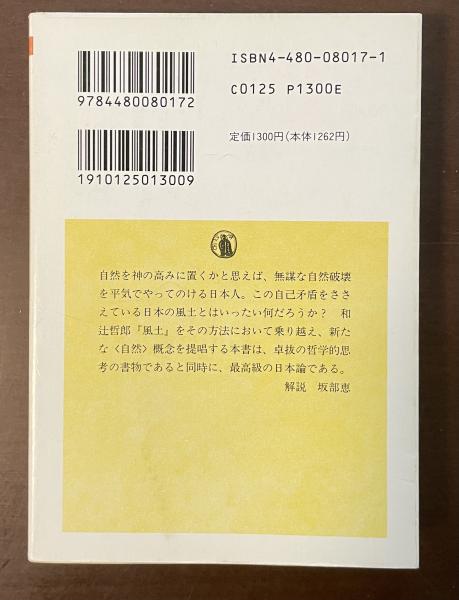 ISBN4-480-08017-1
9784480080172
C0125 P1300E
定価1300円(本体1262円)
1910125013009
自然を神の高みに置くかと思えば、無謀な自然破壊
を平気でやってのける日本人。この自己矛盾をささ
えている日本の風土とはいったい何だろうか？ 和
辻哲郎『風土』をその方法において乗り越え、新た
な〈自然〉概念を提唱する本書は、卓抜の哲学的思
考の書物であると同時に、最高級の日本論である。
解説 坂部恵